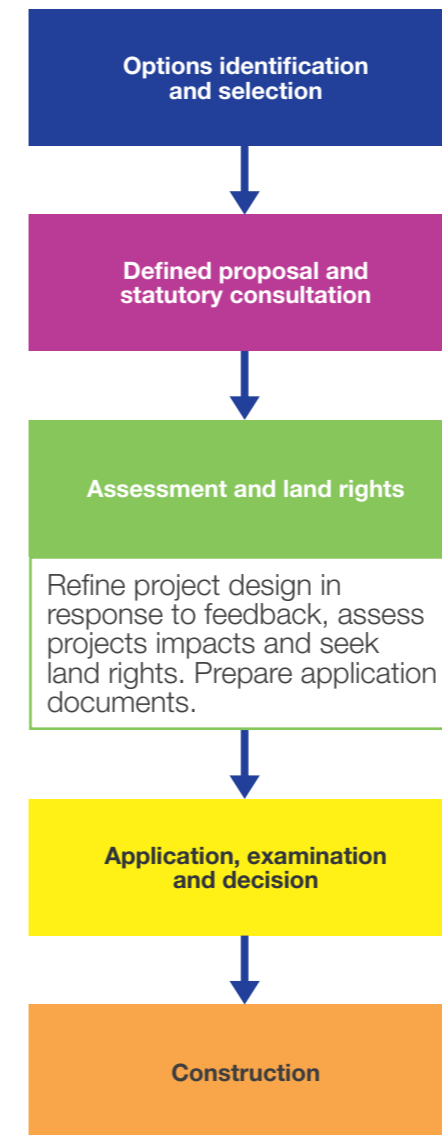 Options identification
and selection
Defined proposal and
statutory consultation
Assessment and land rights
Refine project design in
response to feedback, assess
projects impacts and seek
land rights. Prepare application
documents.
Application, examination
and decision
Construction